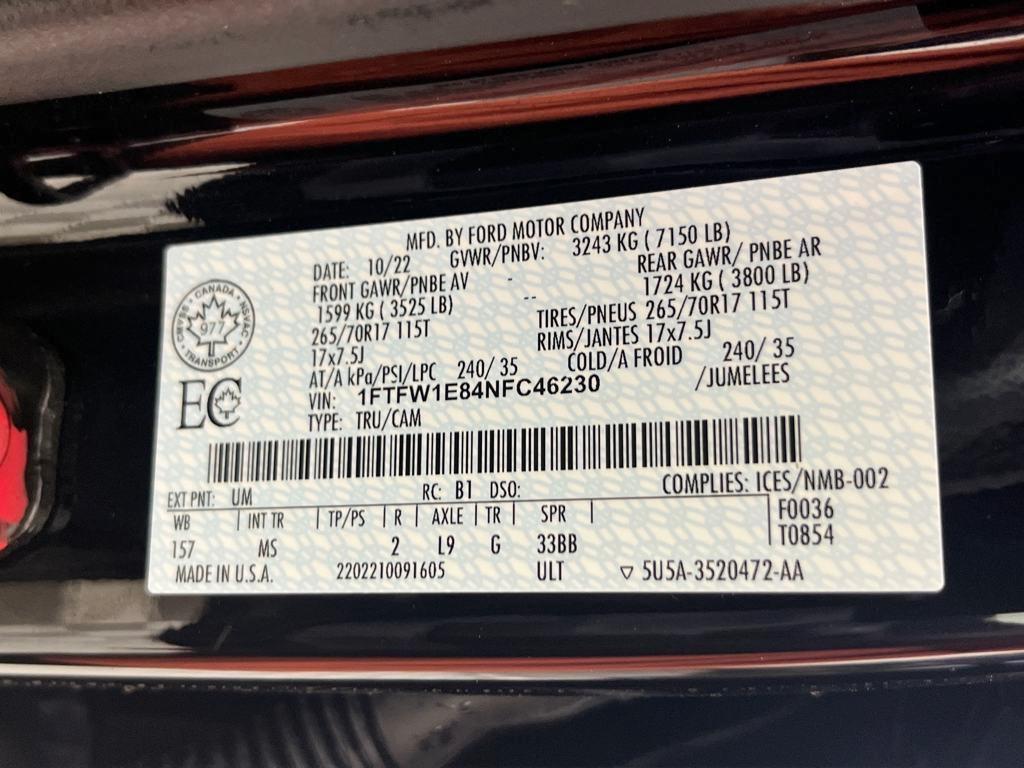 MFD. BY FORD MOTOR COMPANY
DATE: 10/22 GVWR/PNBV: 3243 KG ( 7150 LB)
FRONT GAWR/PNBE AV - REAR GAWR/ PNBE AR
1599 KG ( 3525 LB) -- 1724 KG ( 3800 LB)
265/70R17 115T TIRES/PNEUS 265/70R17 115T
17x7.5J RIMS/JANTES 17x7.5J
AT/A kPa/PSI/LPC 240/ 35 COLD/A FROID 240/ 35
VIN: 1FTFW1E84NFC46230 /JUMELEES
TYPE: TRU/CAM
CANADA NSVAC
977
TRANSPORT
EC
EXT PNT: UM RC: B1 DSO: COMPLIES: ICES/NMB-002
WB | INT TR | TP/PS | R | AXLE | TR | SPR | F0036
157 MS 2 L9 G 33BB T0854
MADE IN U.S.A. 2202210091605 ULT ▽ 5U5A-3520472-AA